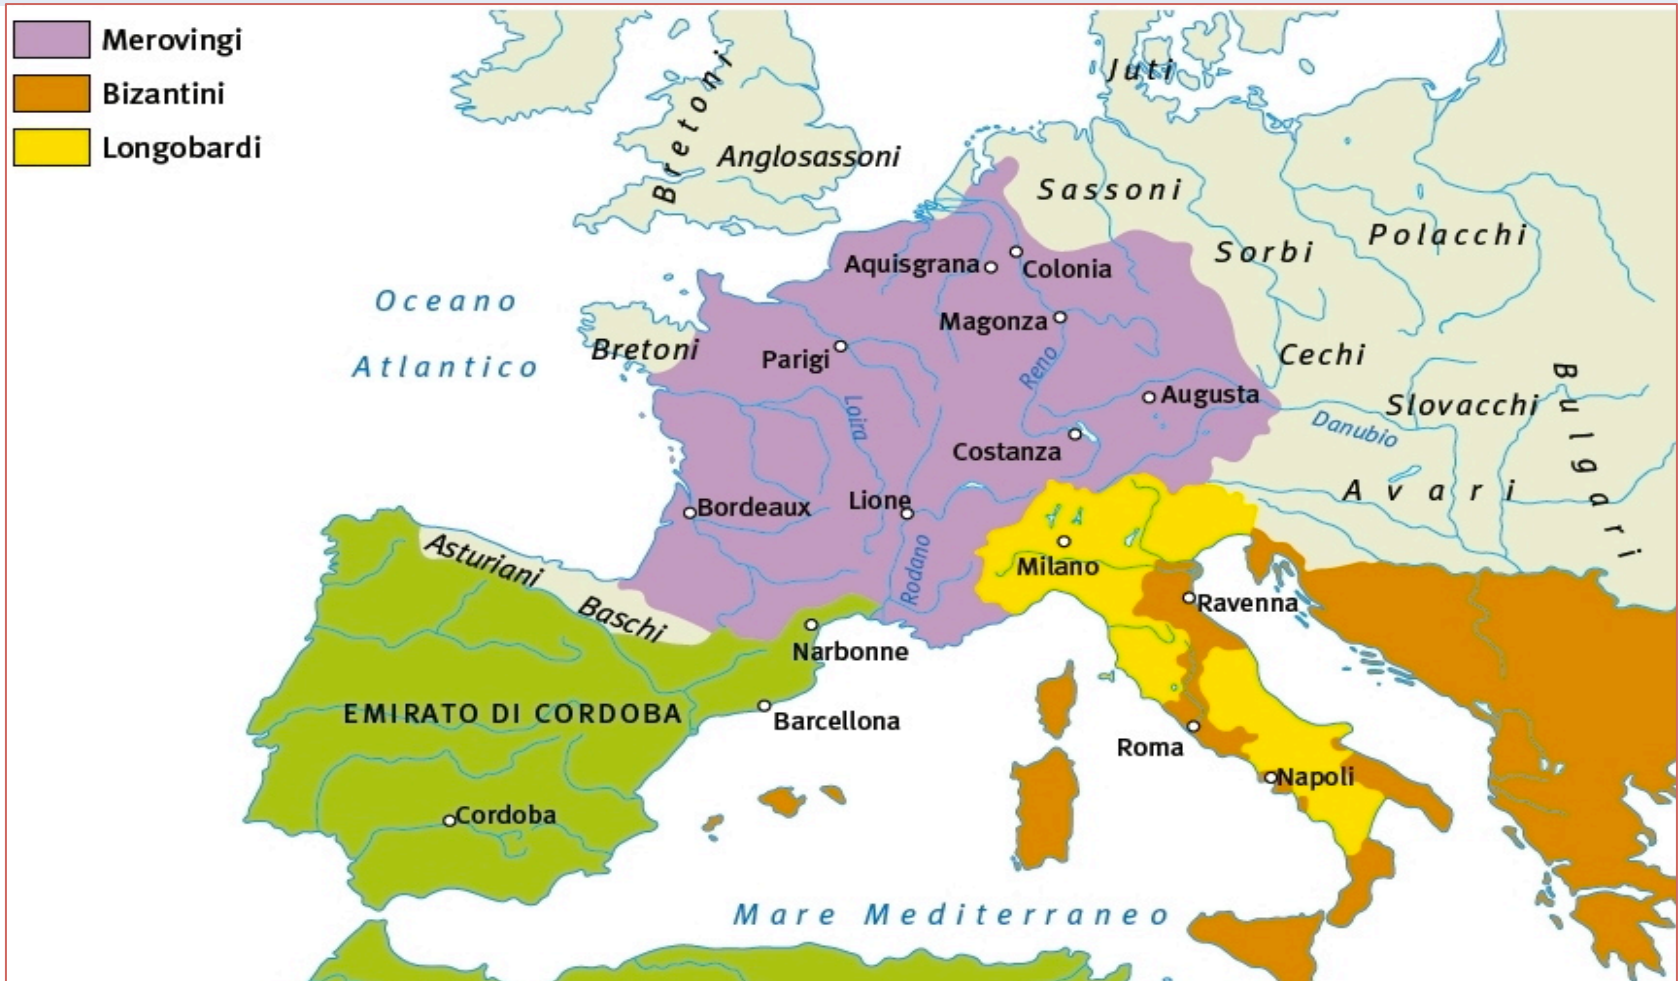 Merovingi
Bizantini
Longobardi
Juti
Bretoni
Anglosassoni
Sassoni
Sorbi
Polacchi
Aquisgrana
Colonia
Oceano
Atlantico
Magonza
Bretoni
Parigi
Reno
Cechi
Augusta
Slovacchi
Bulgari
Loira
Danubio
Costanza
Avari
Bordeaux
Lione
Rodano
Asturiani
Baschi
Milano
Ravenna
Narbonne
EMIRATO DI CORDOBA
Barcellona
Roma
Napoli
Cordoba
Mare Mediterraneo